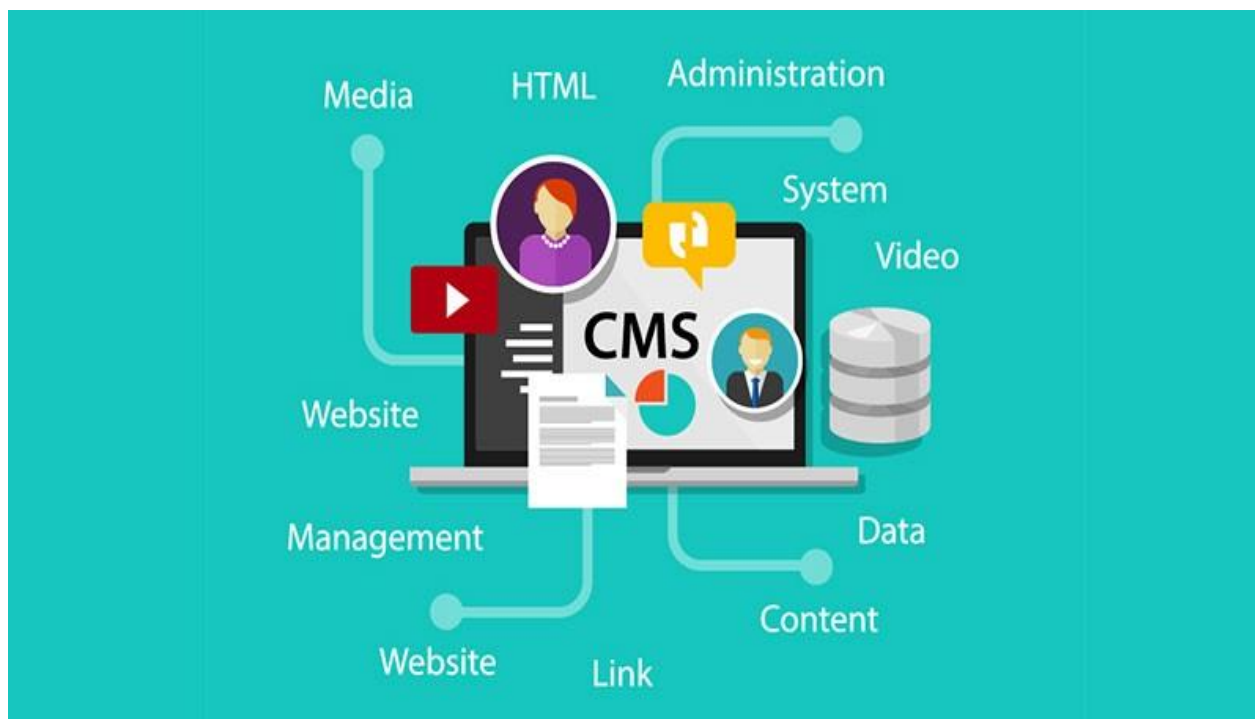 Media
HTML
Administration
System
Video
CMS
Website
Management
Data
Content
Website
Link